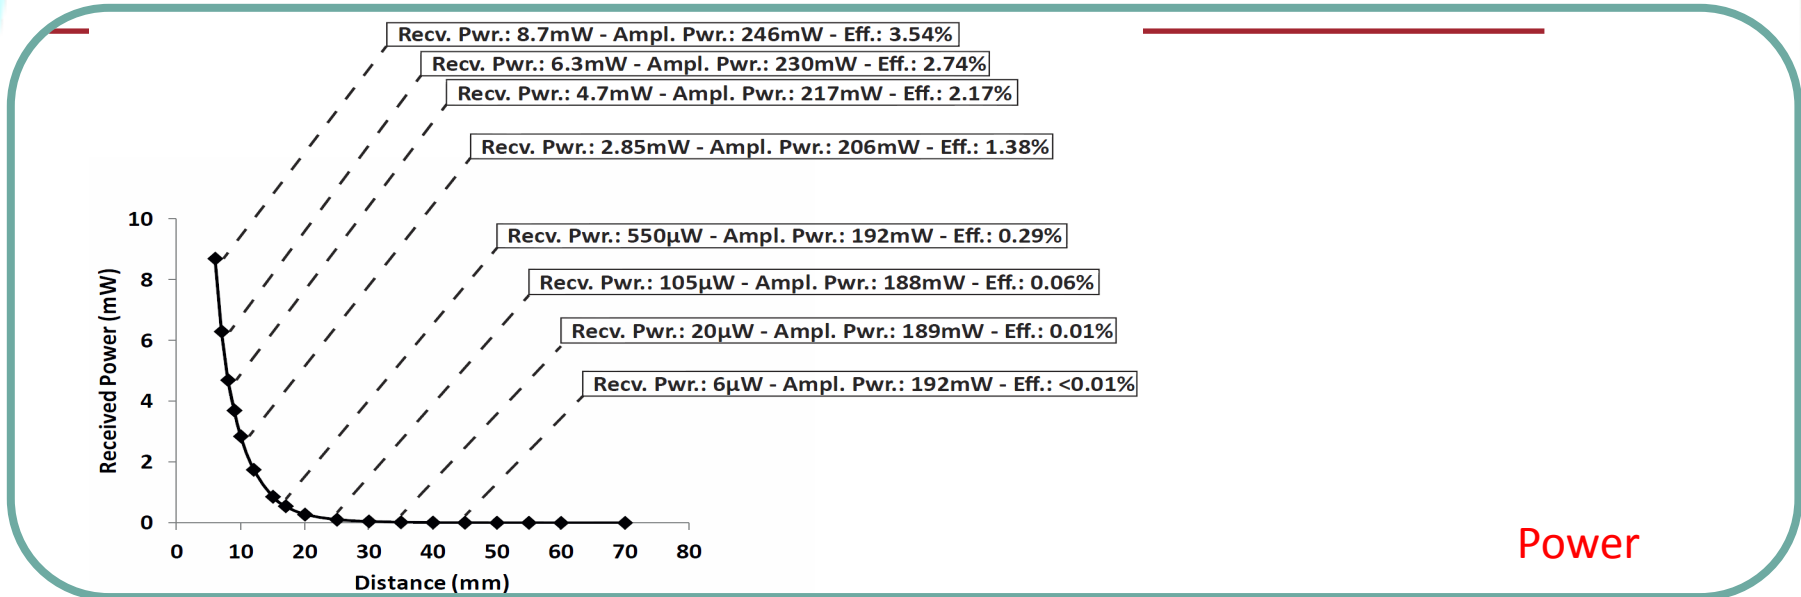 Recv. Pwr.: 8.7mW - Ampl. Pwr.: 246mW - Eff.: 3.54%
Recv. Pwr.: 6.3mW - Ampl. Pwr.: 230mW - Eff.: 2.74%
Recv. Pwr.: 4.7mW - Ampl. Pwr.: 217mW - Eff.: 2.17%
Recv. Pwr.: 2.85mW - Ampl. Pwr.: 206mW - Eff.: 1.38%
Recv. Pwr.: 550µW - Ampl. Pwr.: 192mW - Eff.: 0.29%
Recv. Pwr.: 105µW - Ampl. Pwr.: 188mW - Eff.: 0.06%
Recv. Pwr.: 20µW - Ampl. Pwr.: 189mW - Eff.: 0.01%
Recv. Pwr.: 6µW - Ampl. Pwr.: 192mW - Eff.: <0.01%
Received Power (mW)
10
8
6
4
2
0
0 10 20 30 40 50 60 70 80
Distance (mm)
Power